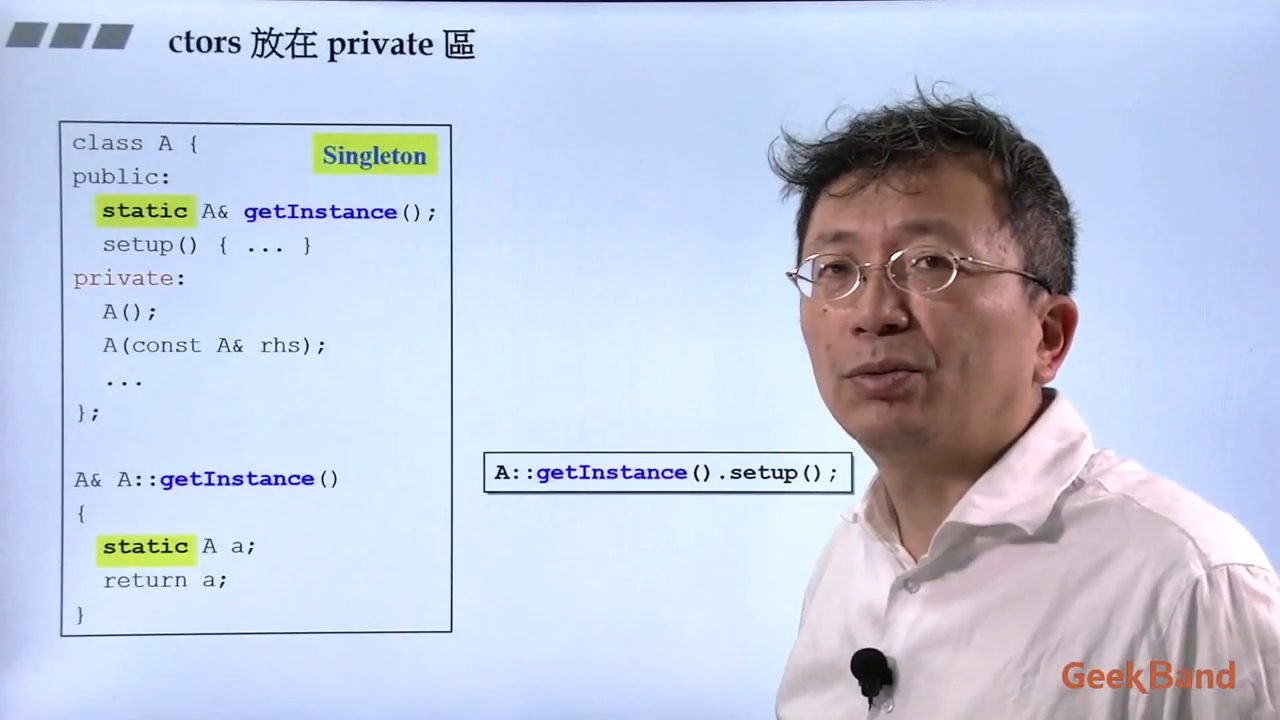 ctors 放在 private 區
class A {
Singleton
public:
static A& getInstance();
setup() { ... }
private:
A();
A(const A& rhs);
...
};
A& A::getInstance()
{
static A a;
return a;
}
A::getInstance().setup();
GeekBand